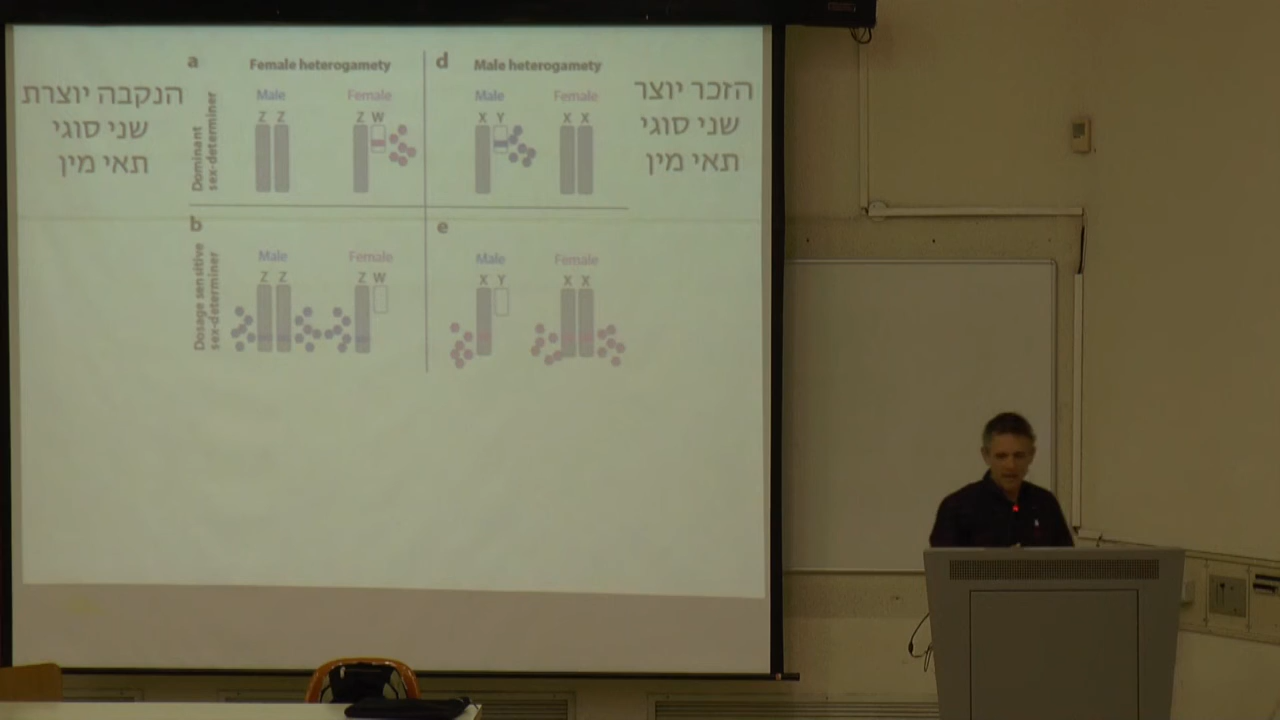 הנקבה יוצרת
שני סוגי
תאי מין
a
Female heterogamety
Dominant
sex-determiner
Male
Female
Z Z
Z W
d
Male heterogamety
Male
Female
X Y
X X
הזכר יוצר
שני סוגי
תאי מין
b
Dosage sensitive
sex-determiner
Male
Female
Z Z
Z W
e
Male
Female
X Y
X X